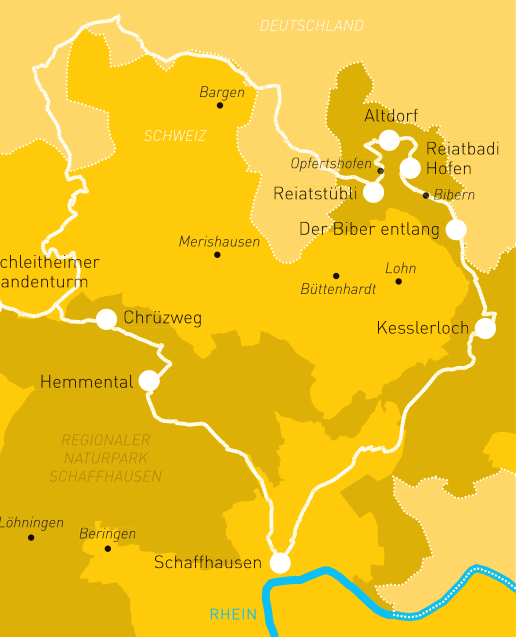 DEUTSCHLAND
Bargen
Altdorf
SCHWEIZ
Reiatbadi
Hofen
Opfertshofen
Reiatstübli
Bibern
Der Biber entlang
Merishausen
chleitheimer
andenturm
Lohn
Büttenhardt
Chrüzweg
Kesslerloch
Hemmental
REGIONALER
NATURPARK
SCHAFFHAUSEN
Löhningen
Beringen
Schaffhausen
RHEIN